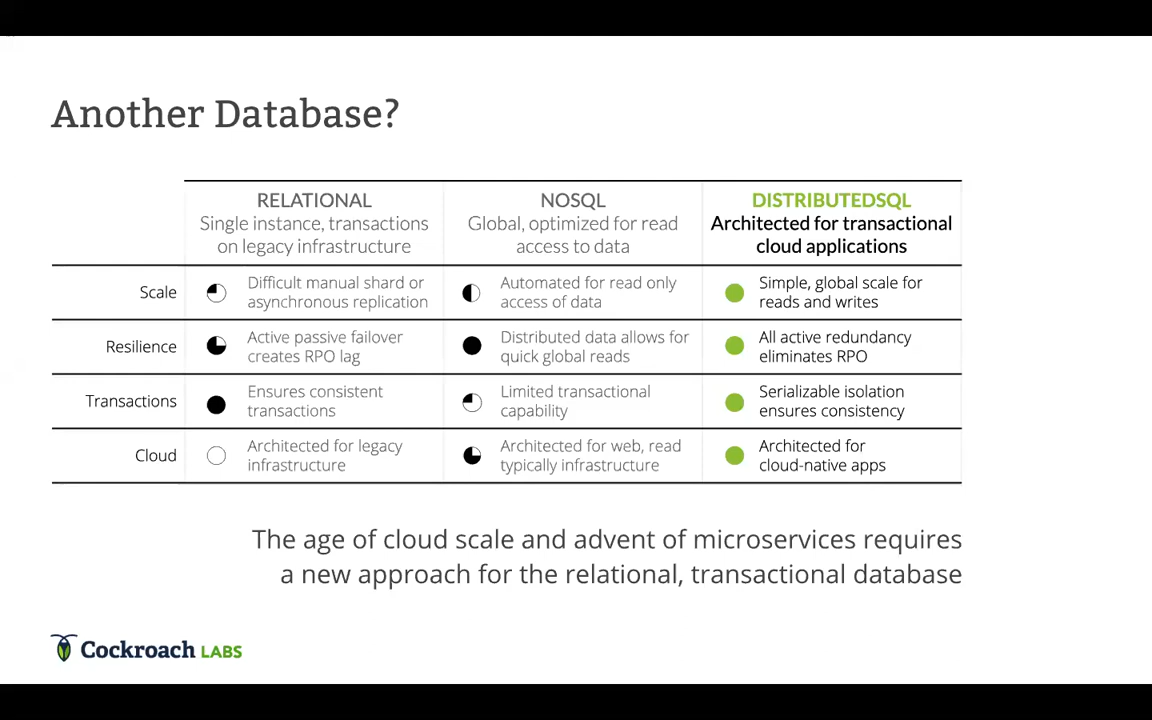 Another Database?
RELATIONAL
Single instance, transactions
on legacy infrastructure
NOSQL
Global, optimized for read
access to data
DISTRIBUTEDSQL
Architected for transactional
cloud applications
Scale
Difficult manual shard or
asynchronous replication
Automated for read only
access of data
Simple, global scale for
reads and writes
Resilience
Active passive failover
creates RPO lag
Distributed data allows for
quick global reads
All active redundancy
eliminates RPO
Transactions
Ensures consistent
transactions
Limited transactional
capability
Serializable isolation
ensures consistency
Cloud
Architected for legacy
infrastructure
Architected for web, read
typically infrastructure
Architected for
cloud-native apps
The age of cloud scale and advent of microservices requires
a new approach for the relational, transactional database
Cockroach LABS